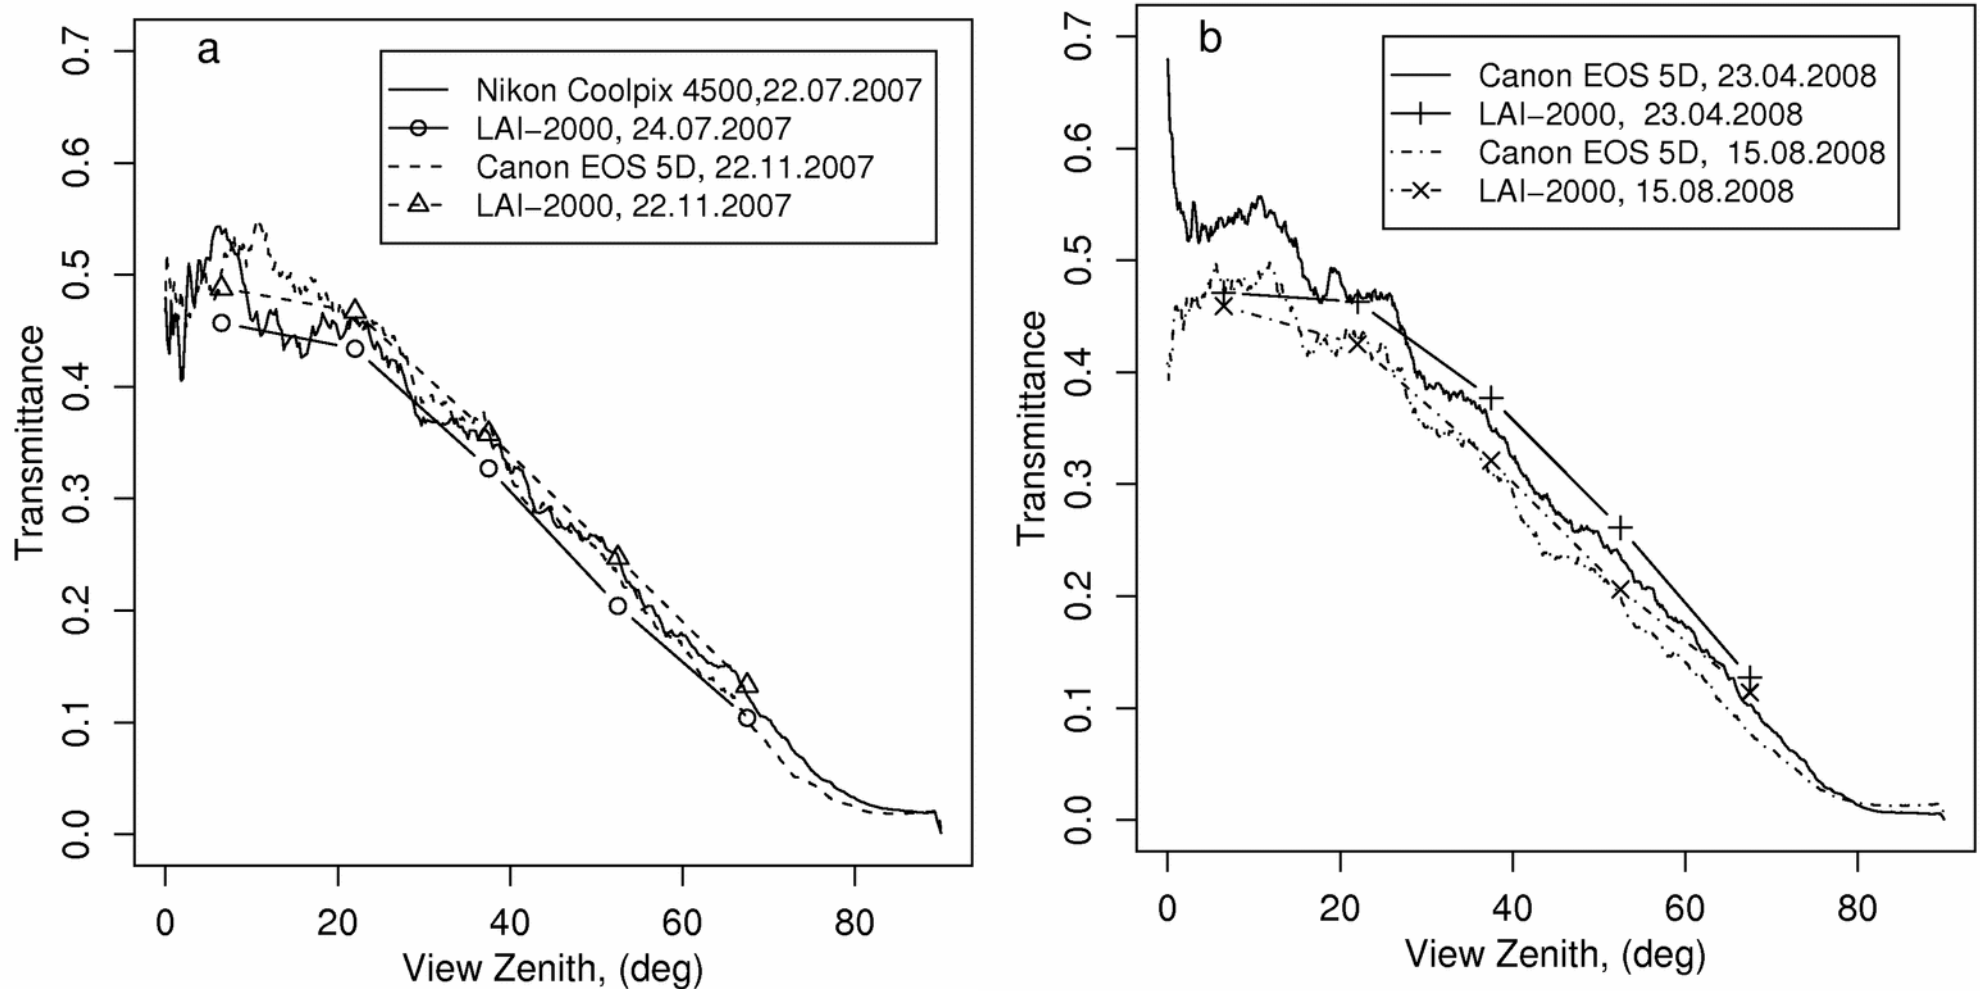 a
Nikon Coolpix 4500,22.07.2007
LAI−2000, 24.07.2007
Canon EOS 5D, 22.11.2007
LAI−2000, 22.11.2007
Transmittance
0.7
0.6
0.5
0.4
0.3
0.2
0.1
0.0
0 20 40 60 80
View Zenith, (deg)
b
Canon EOS 5D, 23.04.2008
LAI−2000, 23.04.2008
Canon EOS 5D, 15.08.2008
LAI−2000, 15.08.2008
Transmittance
0.7
0.6
0.5
0.4
0.3
0.2
0.1
0.0
0 20 40 60 80
View Zenith, (deg)